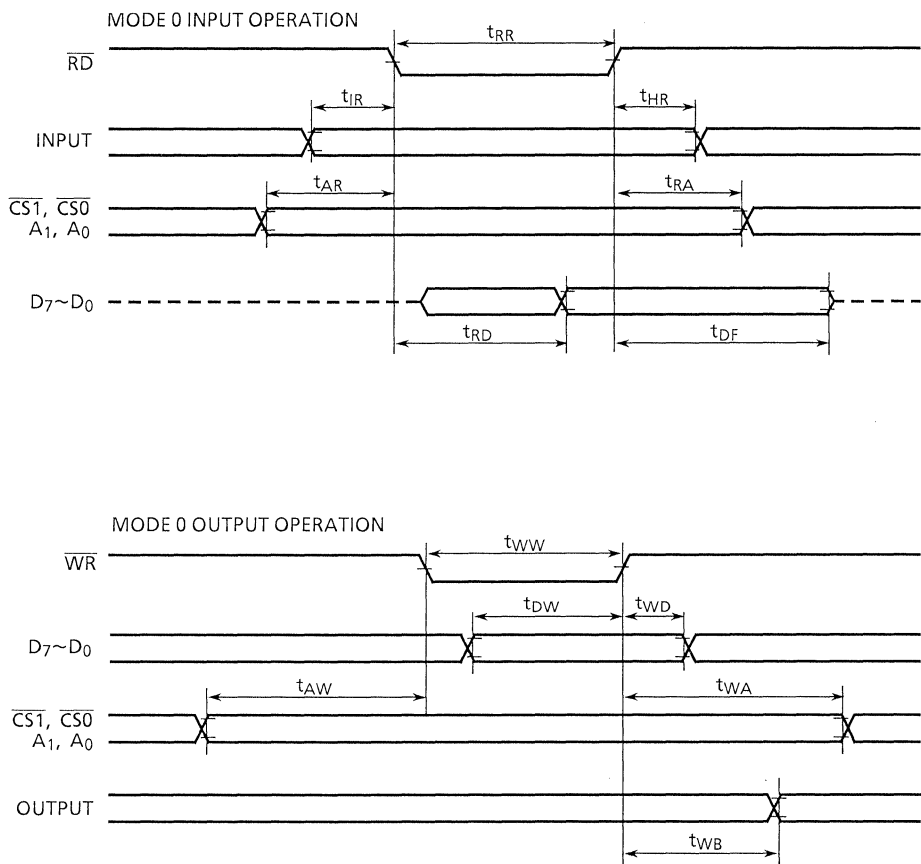 MODE 0 INPUT OPERATION
tRR
RD
tIR
tHR
INPUT
tAR
tRA
CS1, CS0
A1, A0
D7~D0
tRD
tDF
MODE 0 OUTPUT OPERATION
tWW
WR
tDW
tWD
D7~D0
tAW
tWA
CS1, CS0
A1, A0
OUTPUT
tWB